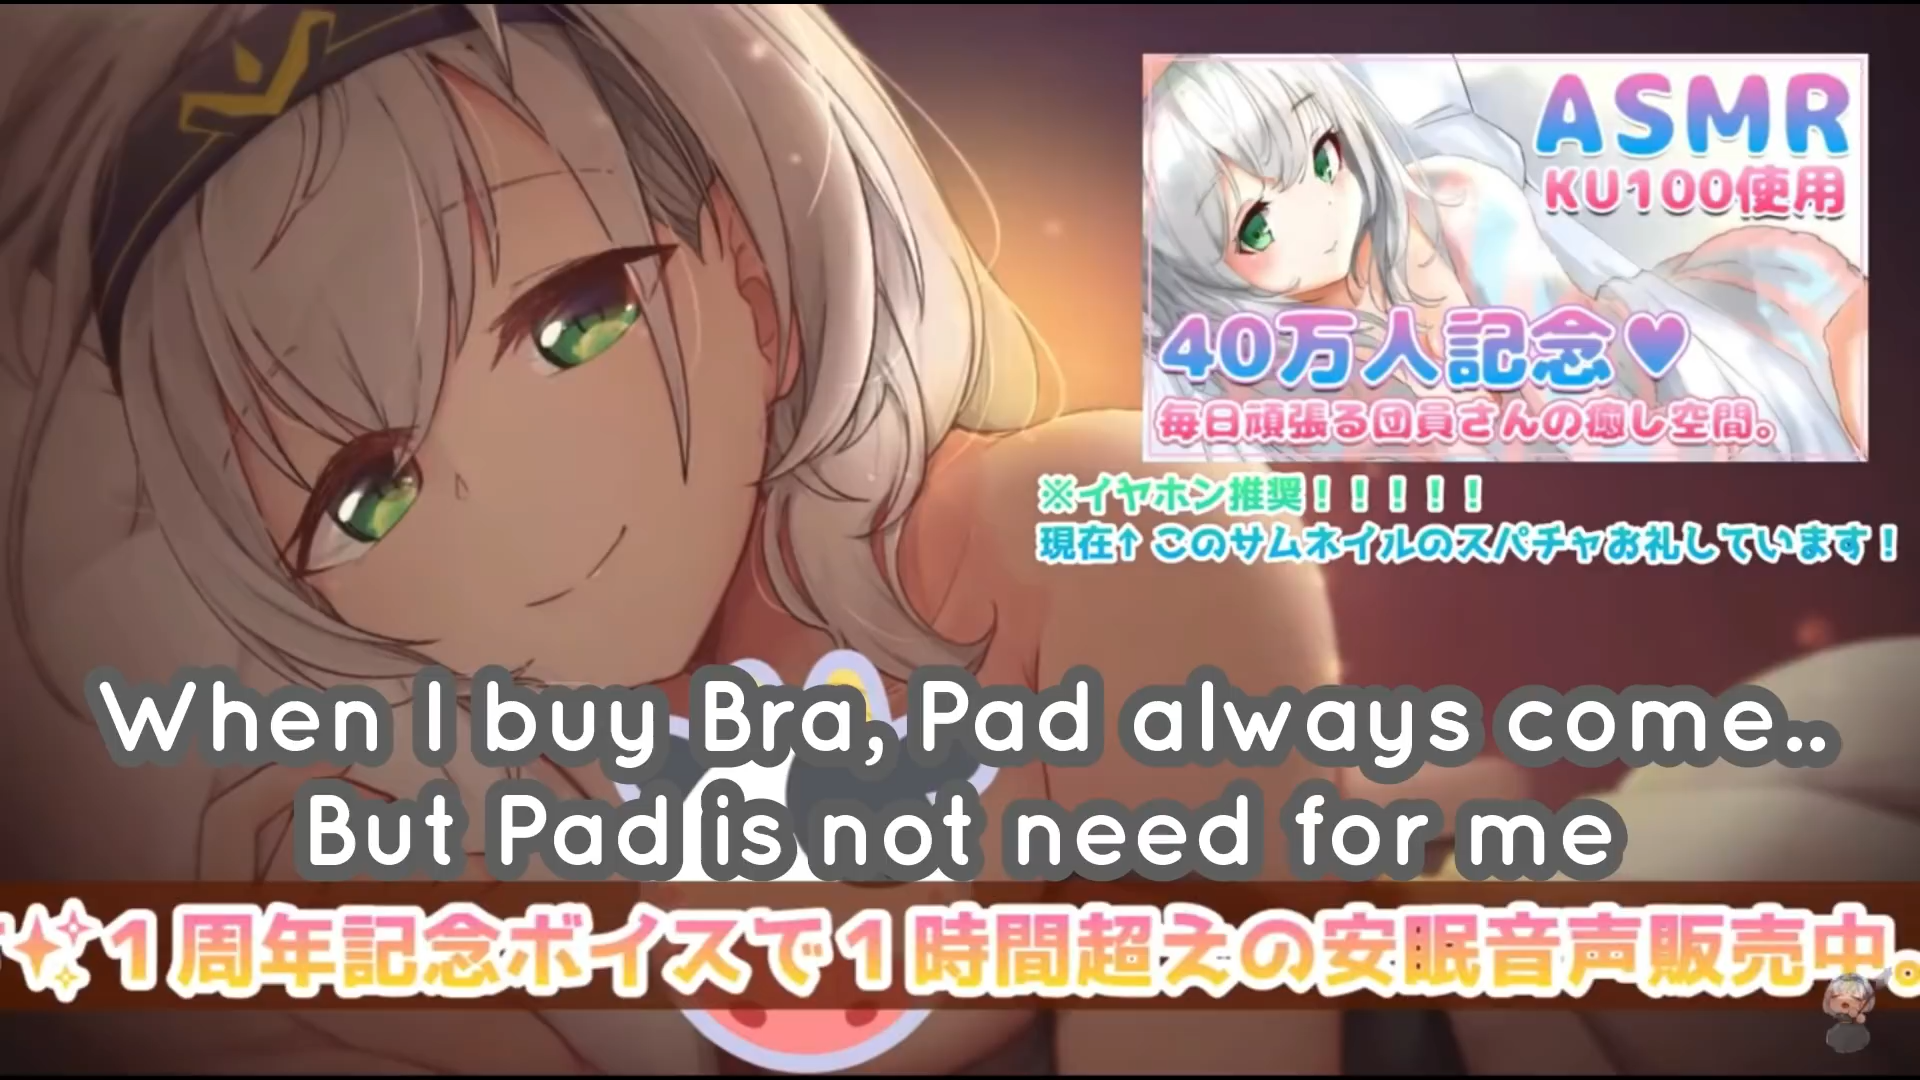 ASMR
KU100使用
40万人記念♥
毎日頑張る団員さんの癒し空間。
※イヤホン推奨!!!!!
現在↑このサムネイルのスパチャお礼しています!
When I buy Bra, Pad always come..
But Pad is not need for me
✨1周年記念ボイスで1時間超えの安眠音声販売中。